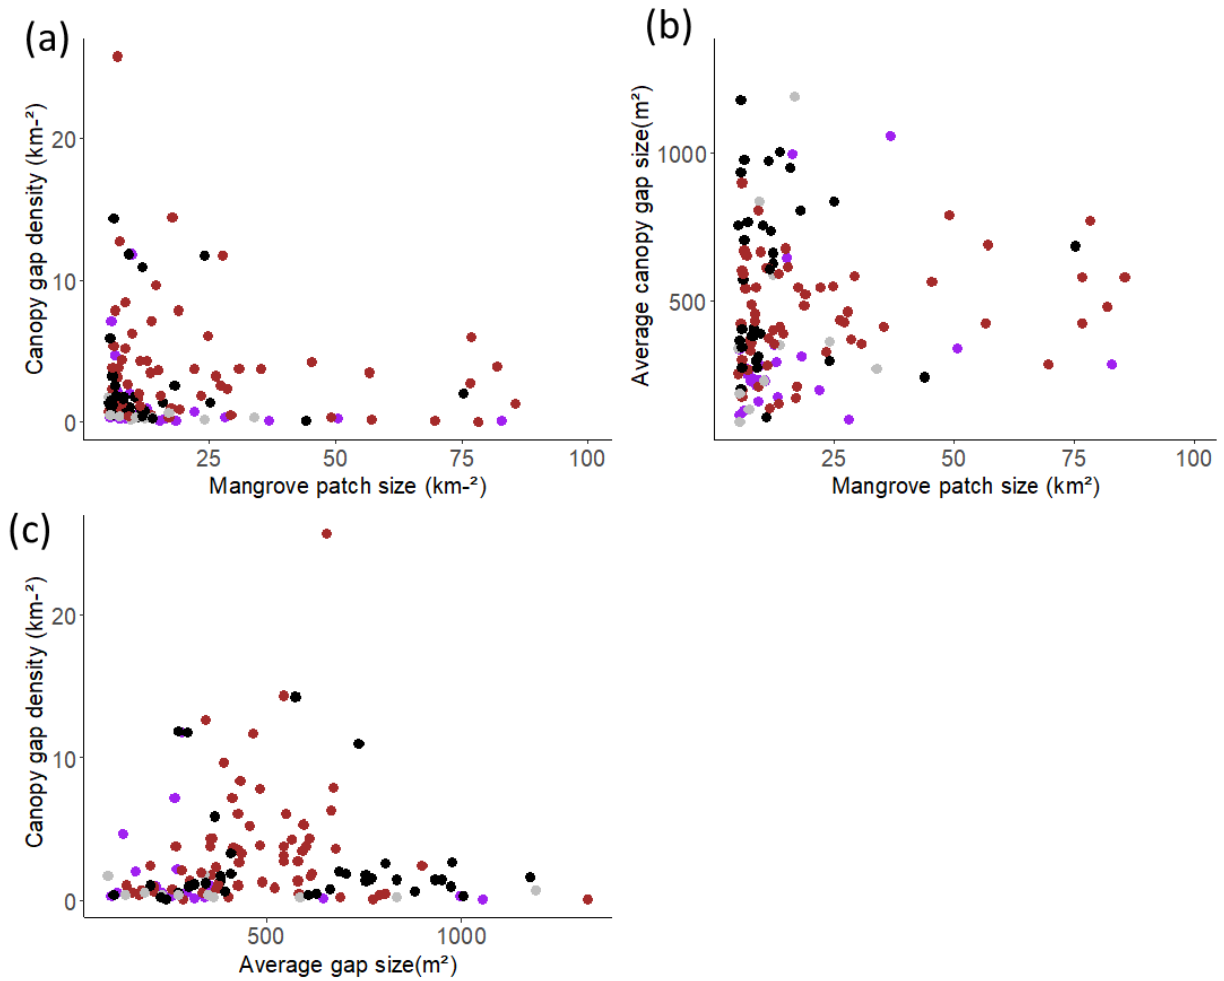 (a)
Canopy gap density (km-²)
20
10
0
25
50
75
100
Mangrove patch size (km-²)
(b)
Average canopy gap size(m²)
1000
500
25
50
75
100
Mangrove patch size (km²)
(c)
Canopy gap density (km-²)
20
10
0
500
1000
Average gap size(m²)